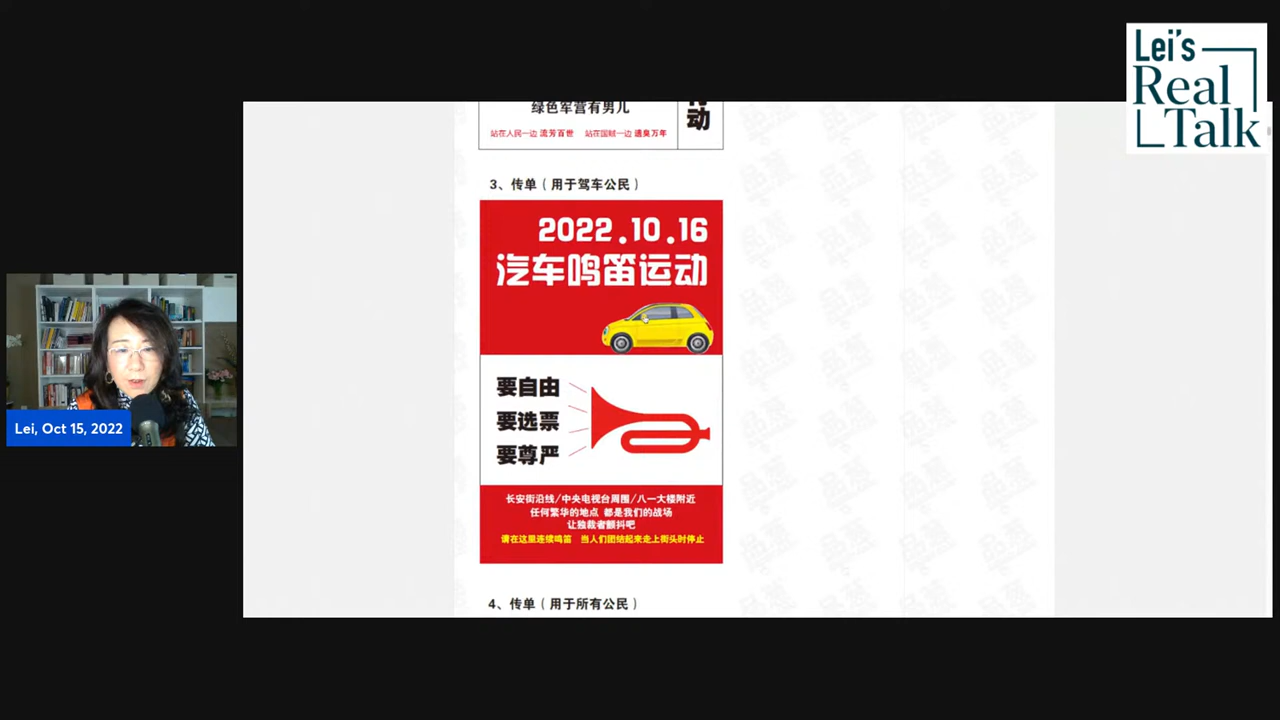 Lei's
Real
Talk
绿色军营有男儿
动
站在人民一边 流芳百世 站在国贼一边 遗臭万年
3、传单（用于驾车公民）
2022.10.16
汽车鸣笛运动
要自由
要选票
要尊严
长安街沿线/中央电视台周围/八一大楼附近
任何繁华的地点 都是我们的战场
让独裁者颤抖吧
请在这里连续鸣笛 当人们团结起来走上街头时停止
4、传单（用于所有公民）
Lei, Oct 15, 2022